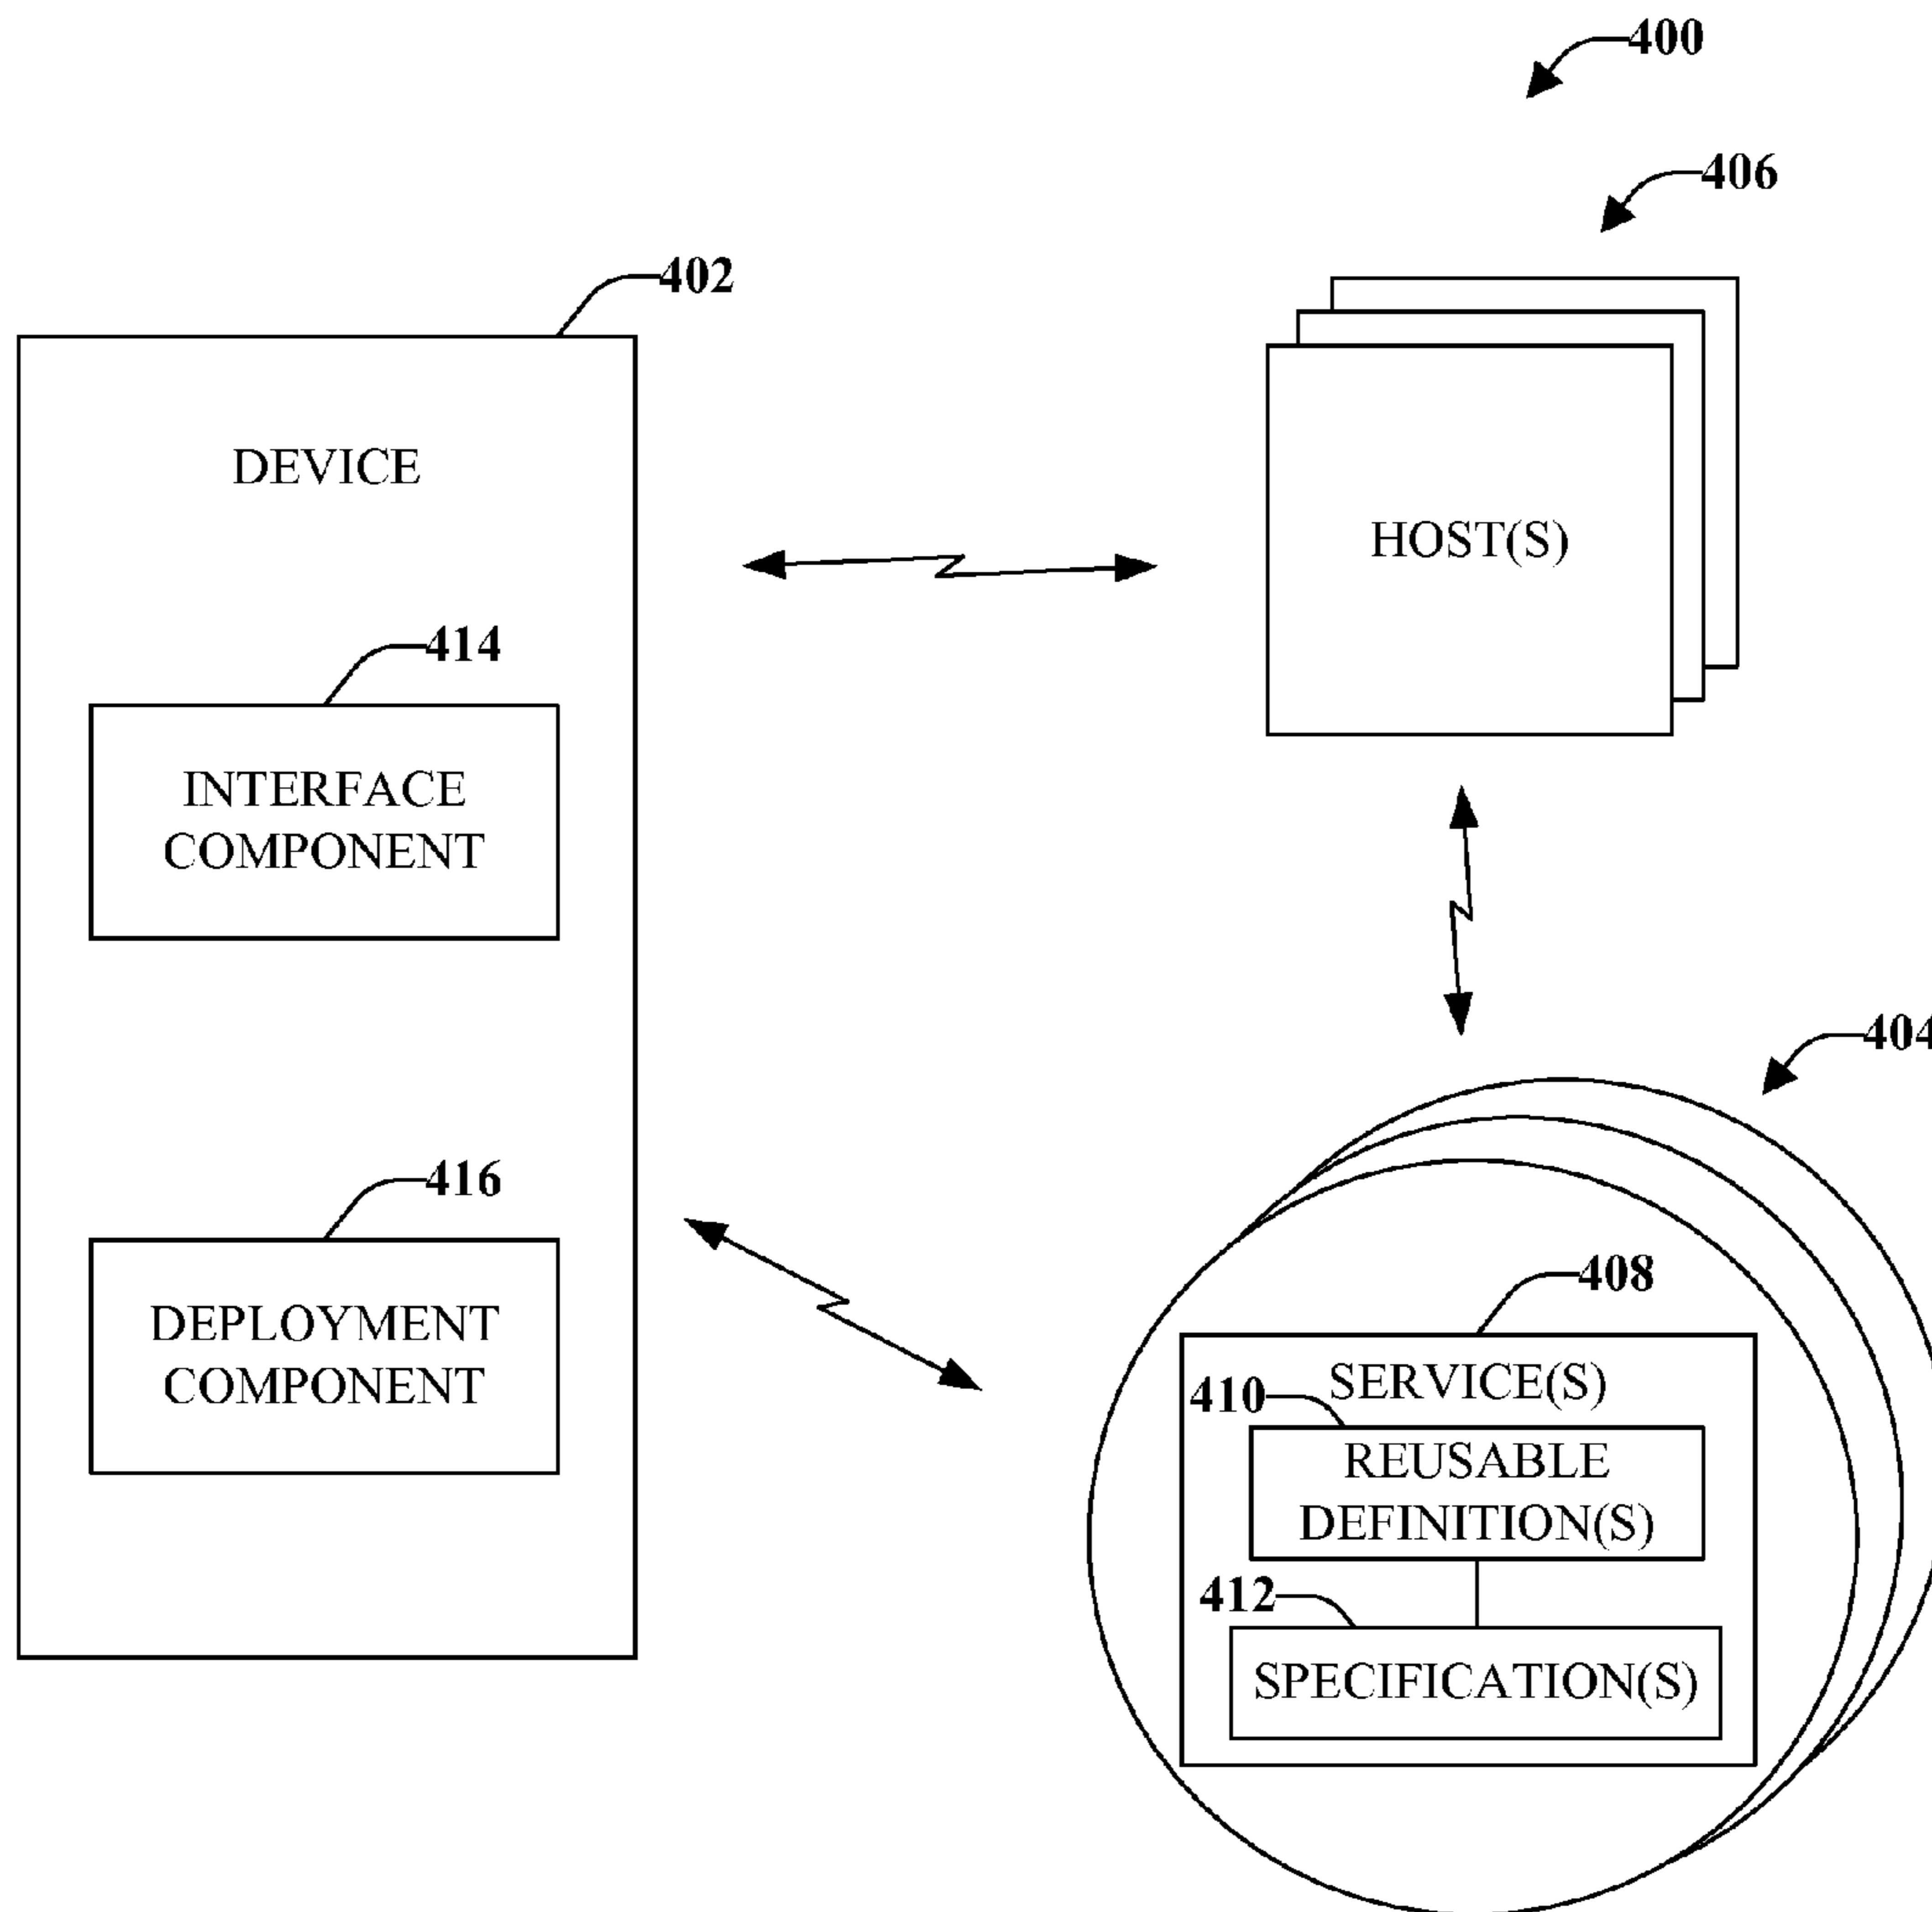 400
406
402
DEVICE
HOST(S)
414
INTERFACE
COMPONENT
404
416
DEPLOYMENT
COMPONENT
408
SERVICE(S)
410
REUSABLE
DEFINITION(S)
412
SPECIFICATION(S)